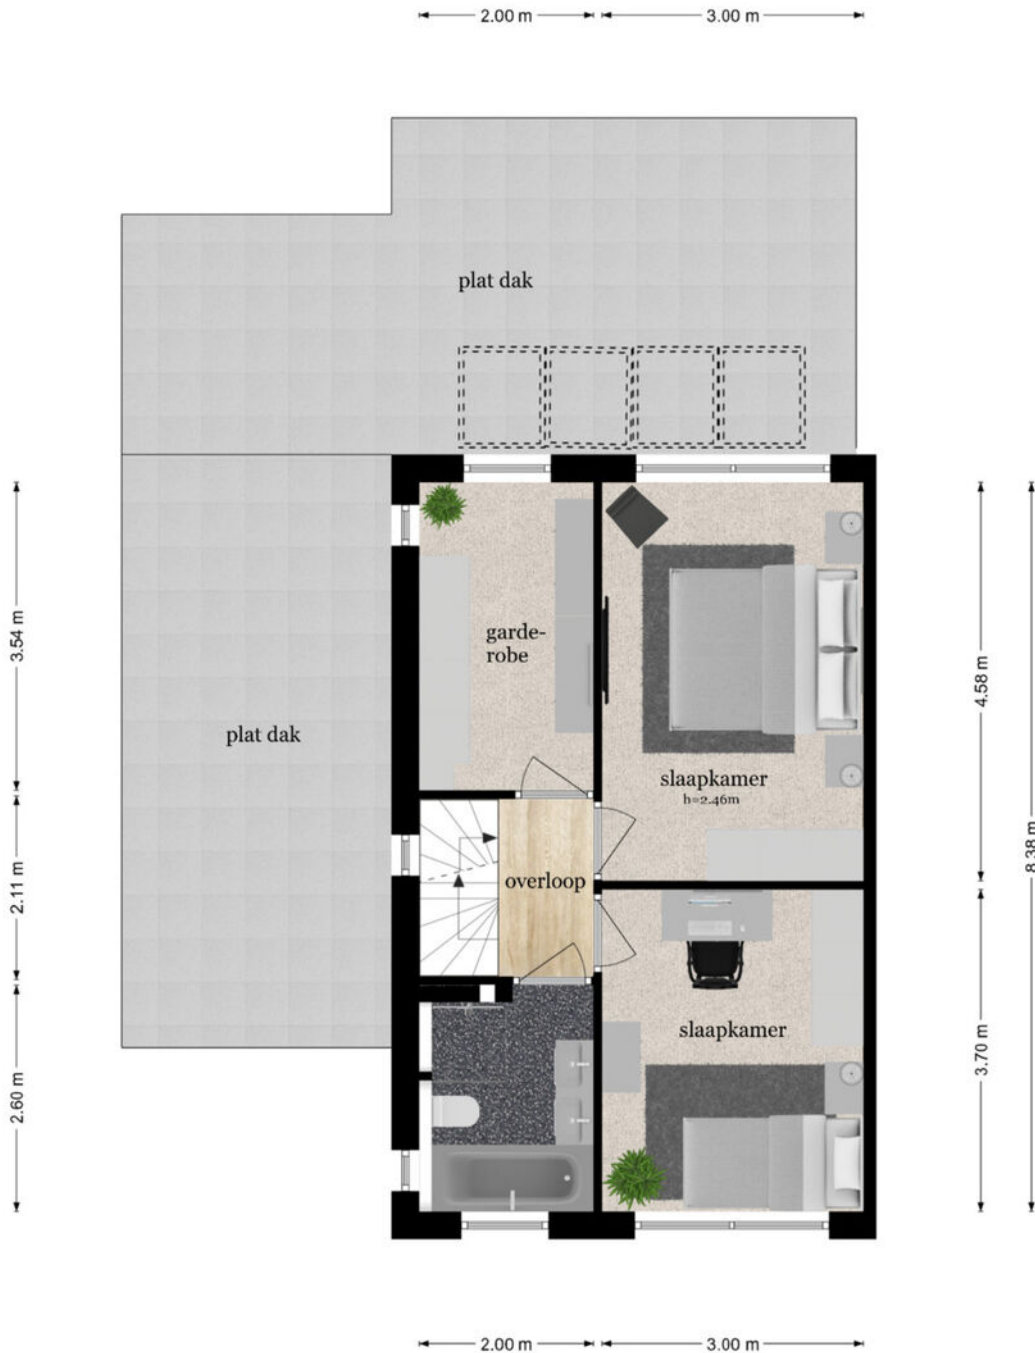 2.00 m
3.00 m
plat dak
3.54 m
garde-
robe
4.58 m
8.38 m
plat dak
slaapkamer
h=2.46m
2.11 m
overloop
slaapkamer
3.70 m
2.60 m
2.00 m
3.00 m